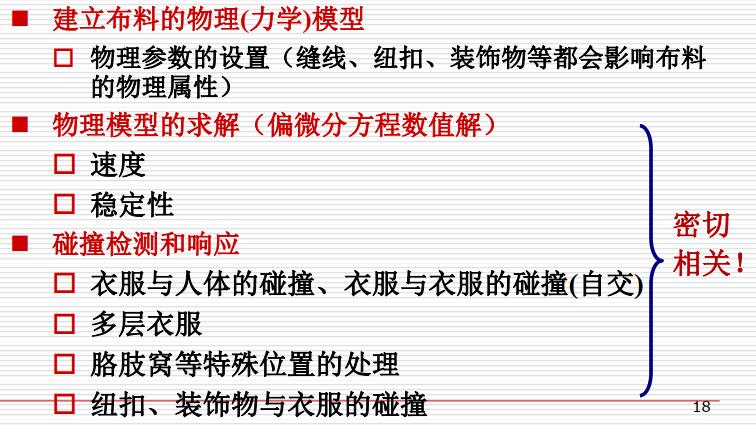 建立布料的物理(力学)模型
物理参数的设置（缝线、纽扣、装饰物等都会影响布料
的物理属性）
物理模型的求解（偏微分方程数值解）
速度
稳定性
碰撞检测和响应
衣服与人体的碰撞、衣服与衣服的碰撞(自交)
多层衣服
胳肢窝等特殊位置的处理
纽扣、装饰物与衣服的碰撞
密切
相关！
18